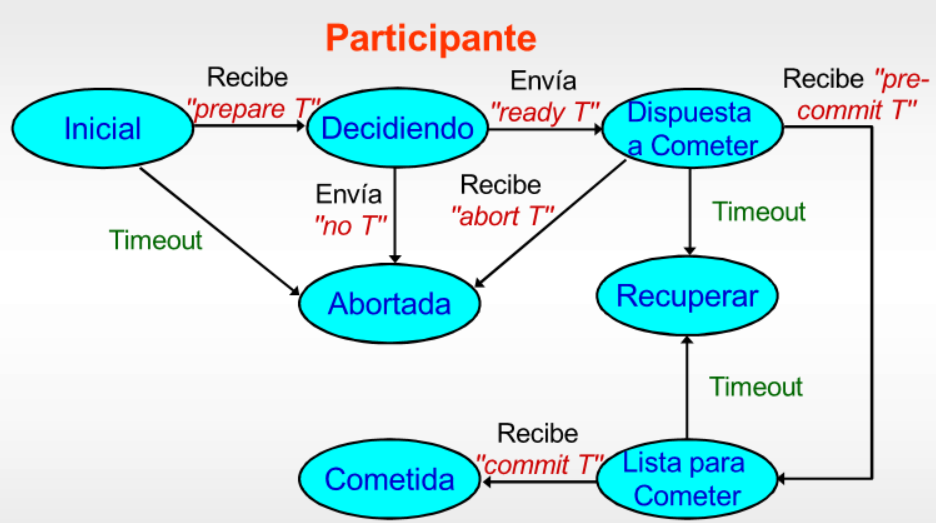 Participante
Recibe
"prepare T"
Envía
"ready T"
Recibe "pre-
commit T"
Inicial
Decidiendo
Dispuesta
a Cometer
Envía
"no T"
Recibe
"abort T"
Timeout
Timeout
Abortada
Recuperar
Timeout
Recibe
"commit T"
Cometida
Lista para
Cometer